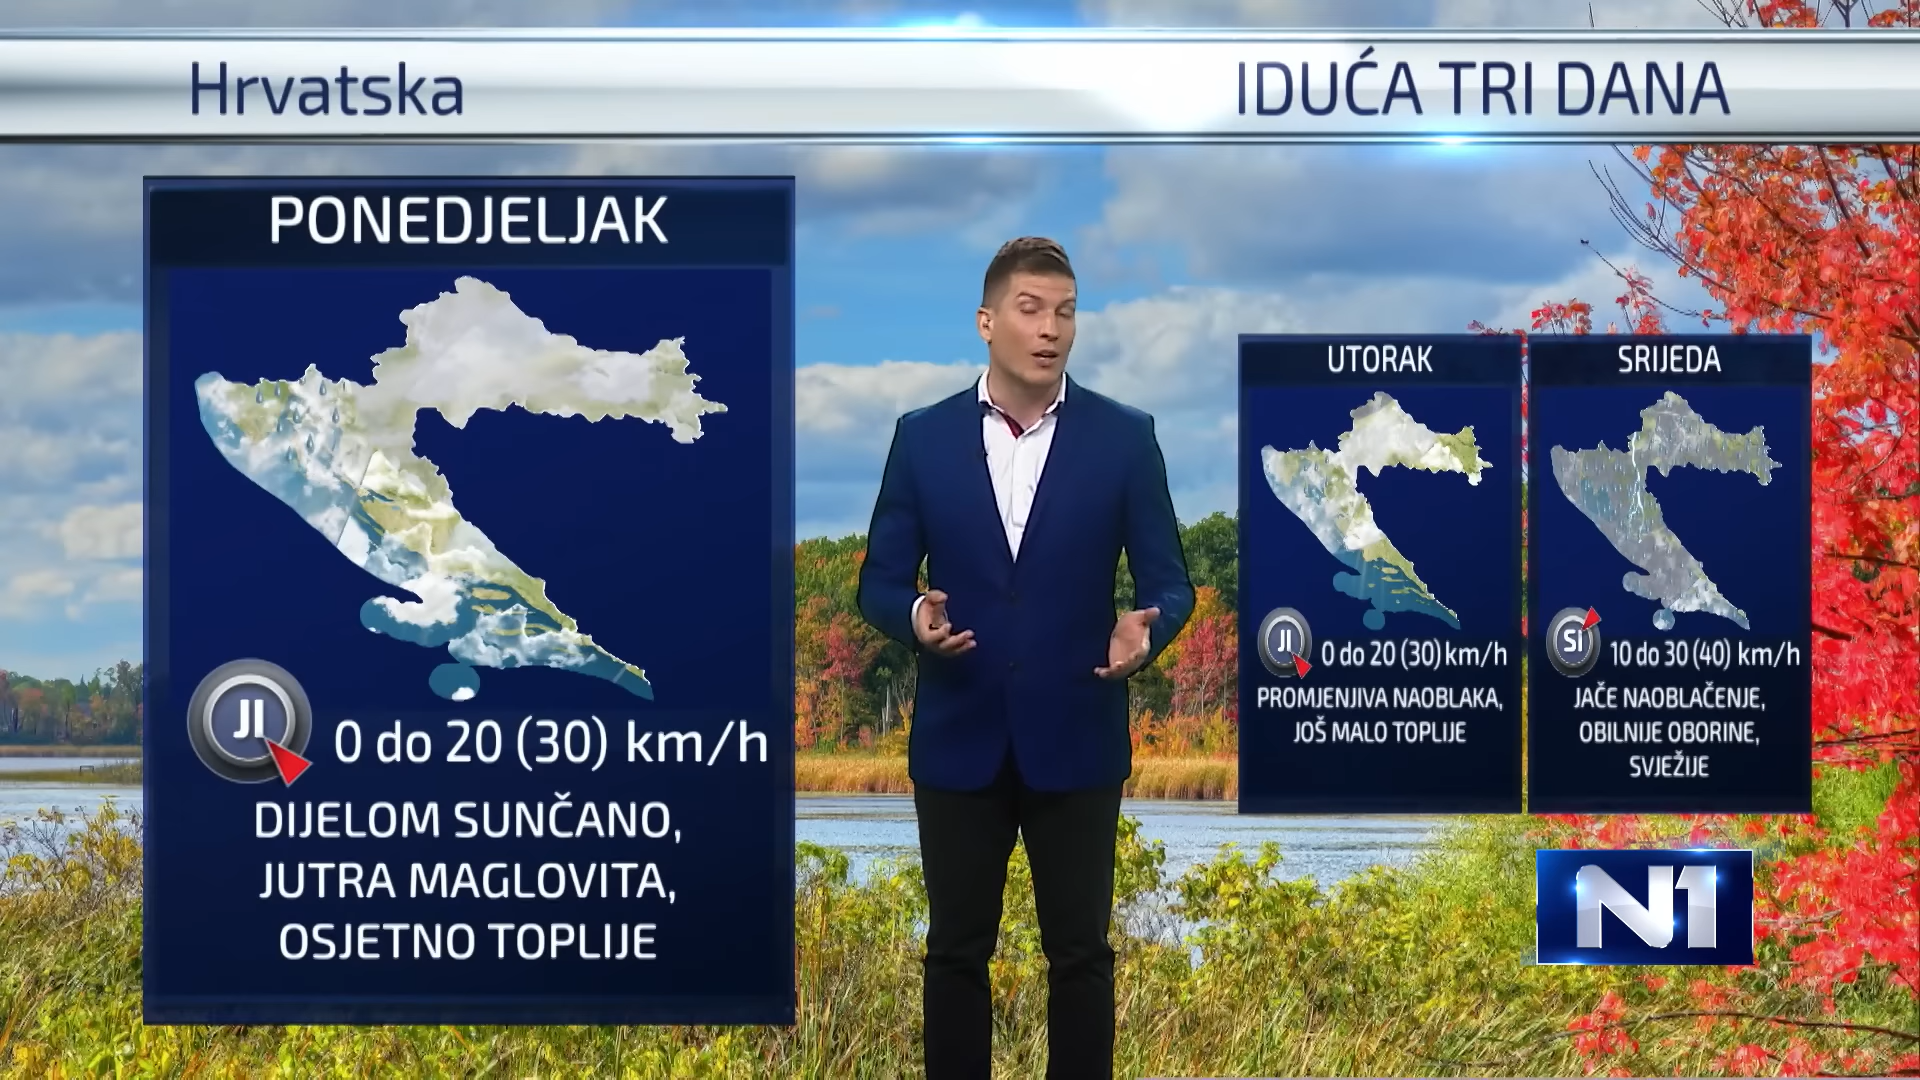 Hrvatska
IDUĆA TRI DANA
PONEDJELJAK
JI
0 do 20 (30) km/h
DIJELOM SUNČANO,
JUTRA MAGLOVITA,
OSJETNO TOPLIJE
UTORAK
JI
0 do 20 (30) km/h
PROMJENJIVA NAOBLAKA,
JOŠ MALO TOPLIJE
SRIJEDA
SI
10 do 30 (40) km/h
JAČE NAOBLAČENJE,
OBILNIJE OBORINE,
SVJEŽIJE
N1